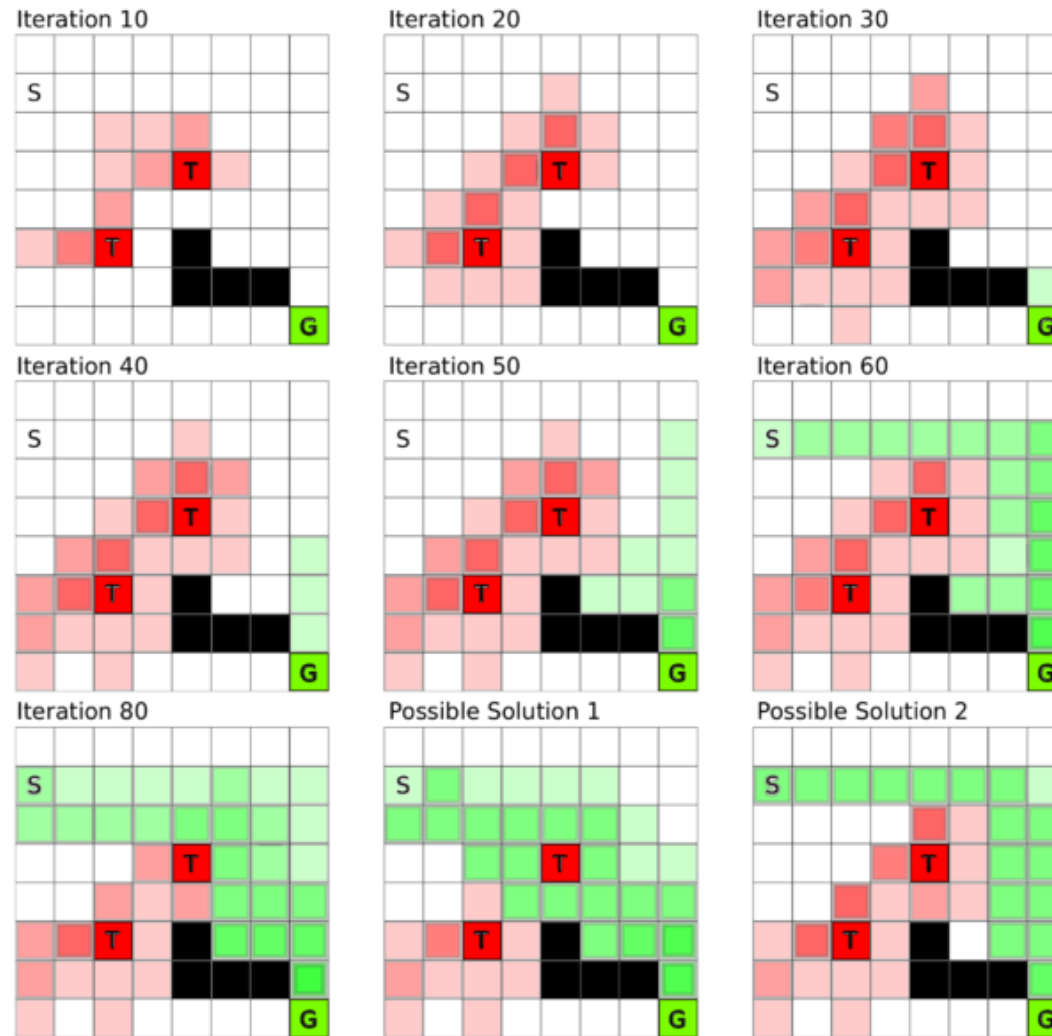 Iteration 10
Iteration 20
Iteration 30
S
S
S
T
T
T
T
T
T
G
G
G
Iteration 40
Iteration 50
Iteration 60
S
S
S
T
T
T
T
T
T
G
G
G
Iteration 80
Possible Solution 1
Possible Solution 2
S
S
S
T
T
T
T
T
T
G
G
G